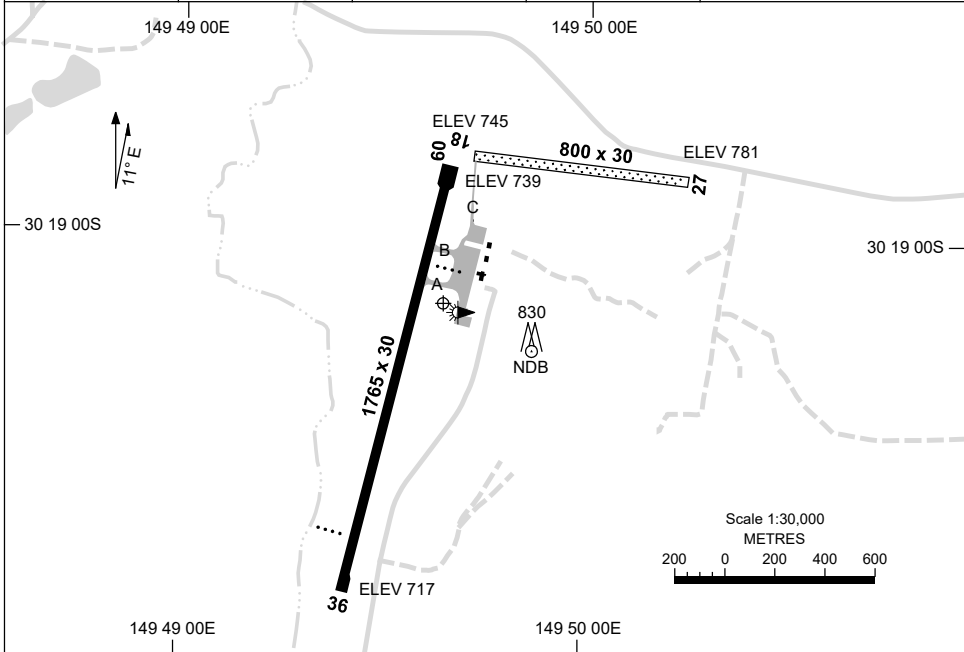 149 49 00E
149 50 00E
ELEV 745
11° E
09
18
800 x 30
ELEV 781
ELEV 739
27
C
30 19 00S
30 19 00S
B
A
830
NDB
1765 x 30
Scale 1:30,000
METRES
200 0 200 400 600
ELEV 717
36
149 49 00E
149 50 00E